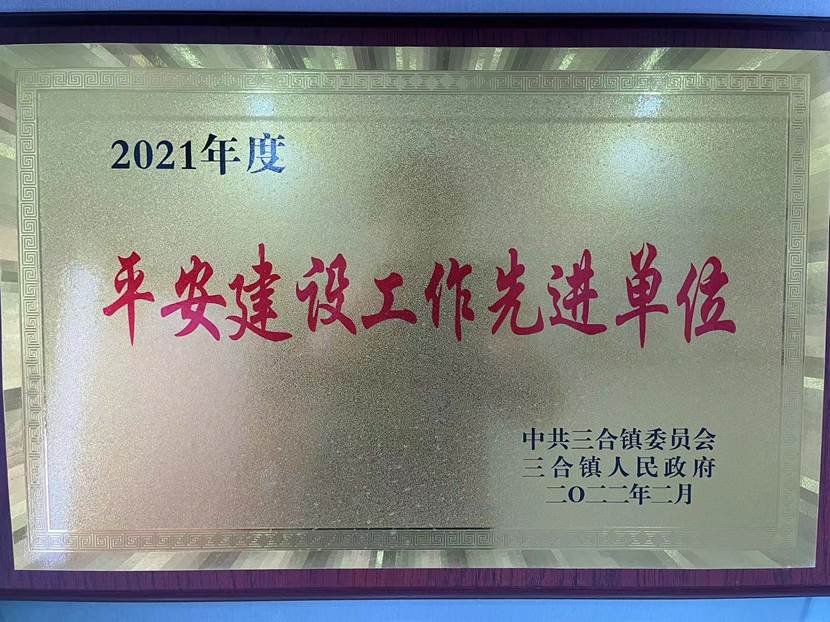 2021年度
平安建设工作先进单位
中共三合镇委员会
三合镇人民政府
二〇二二年二月